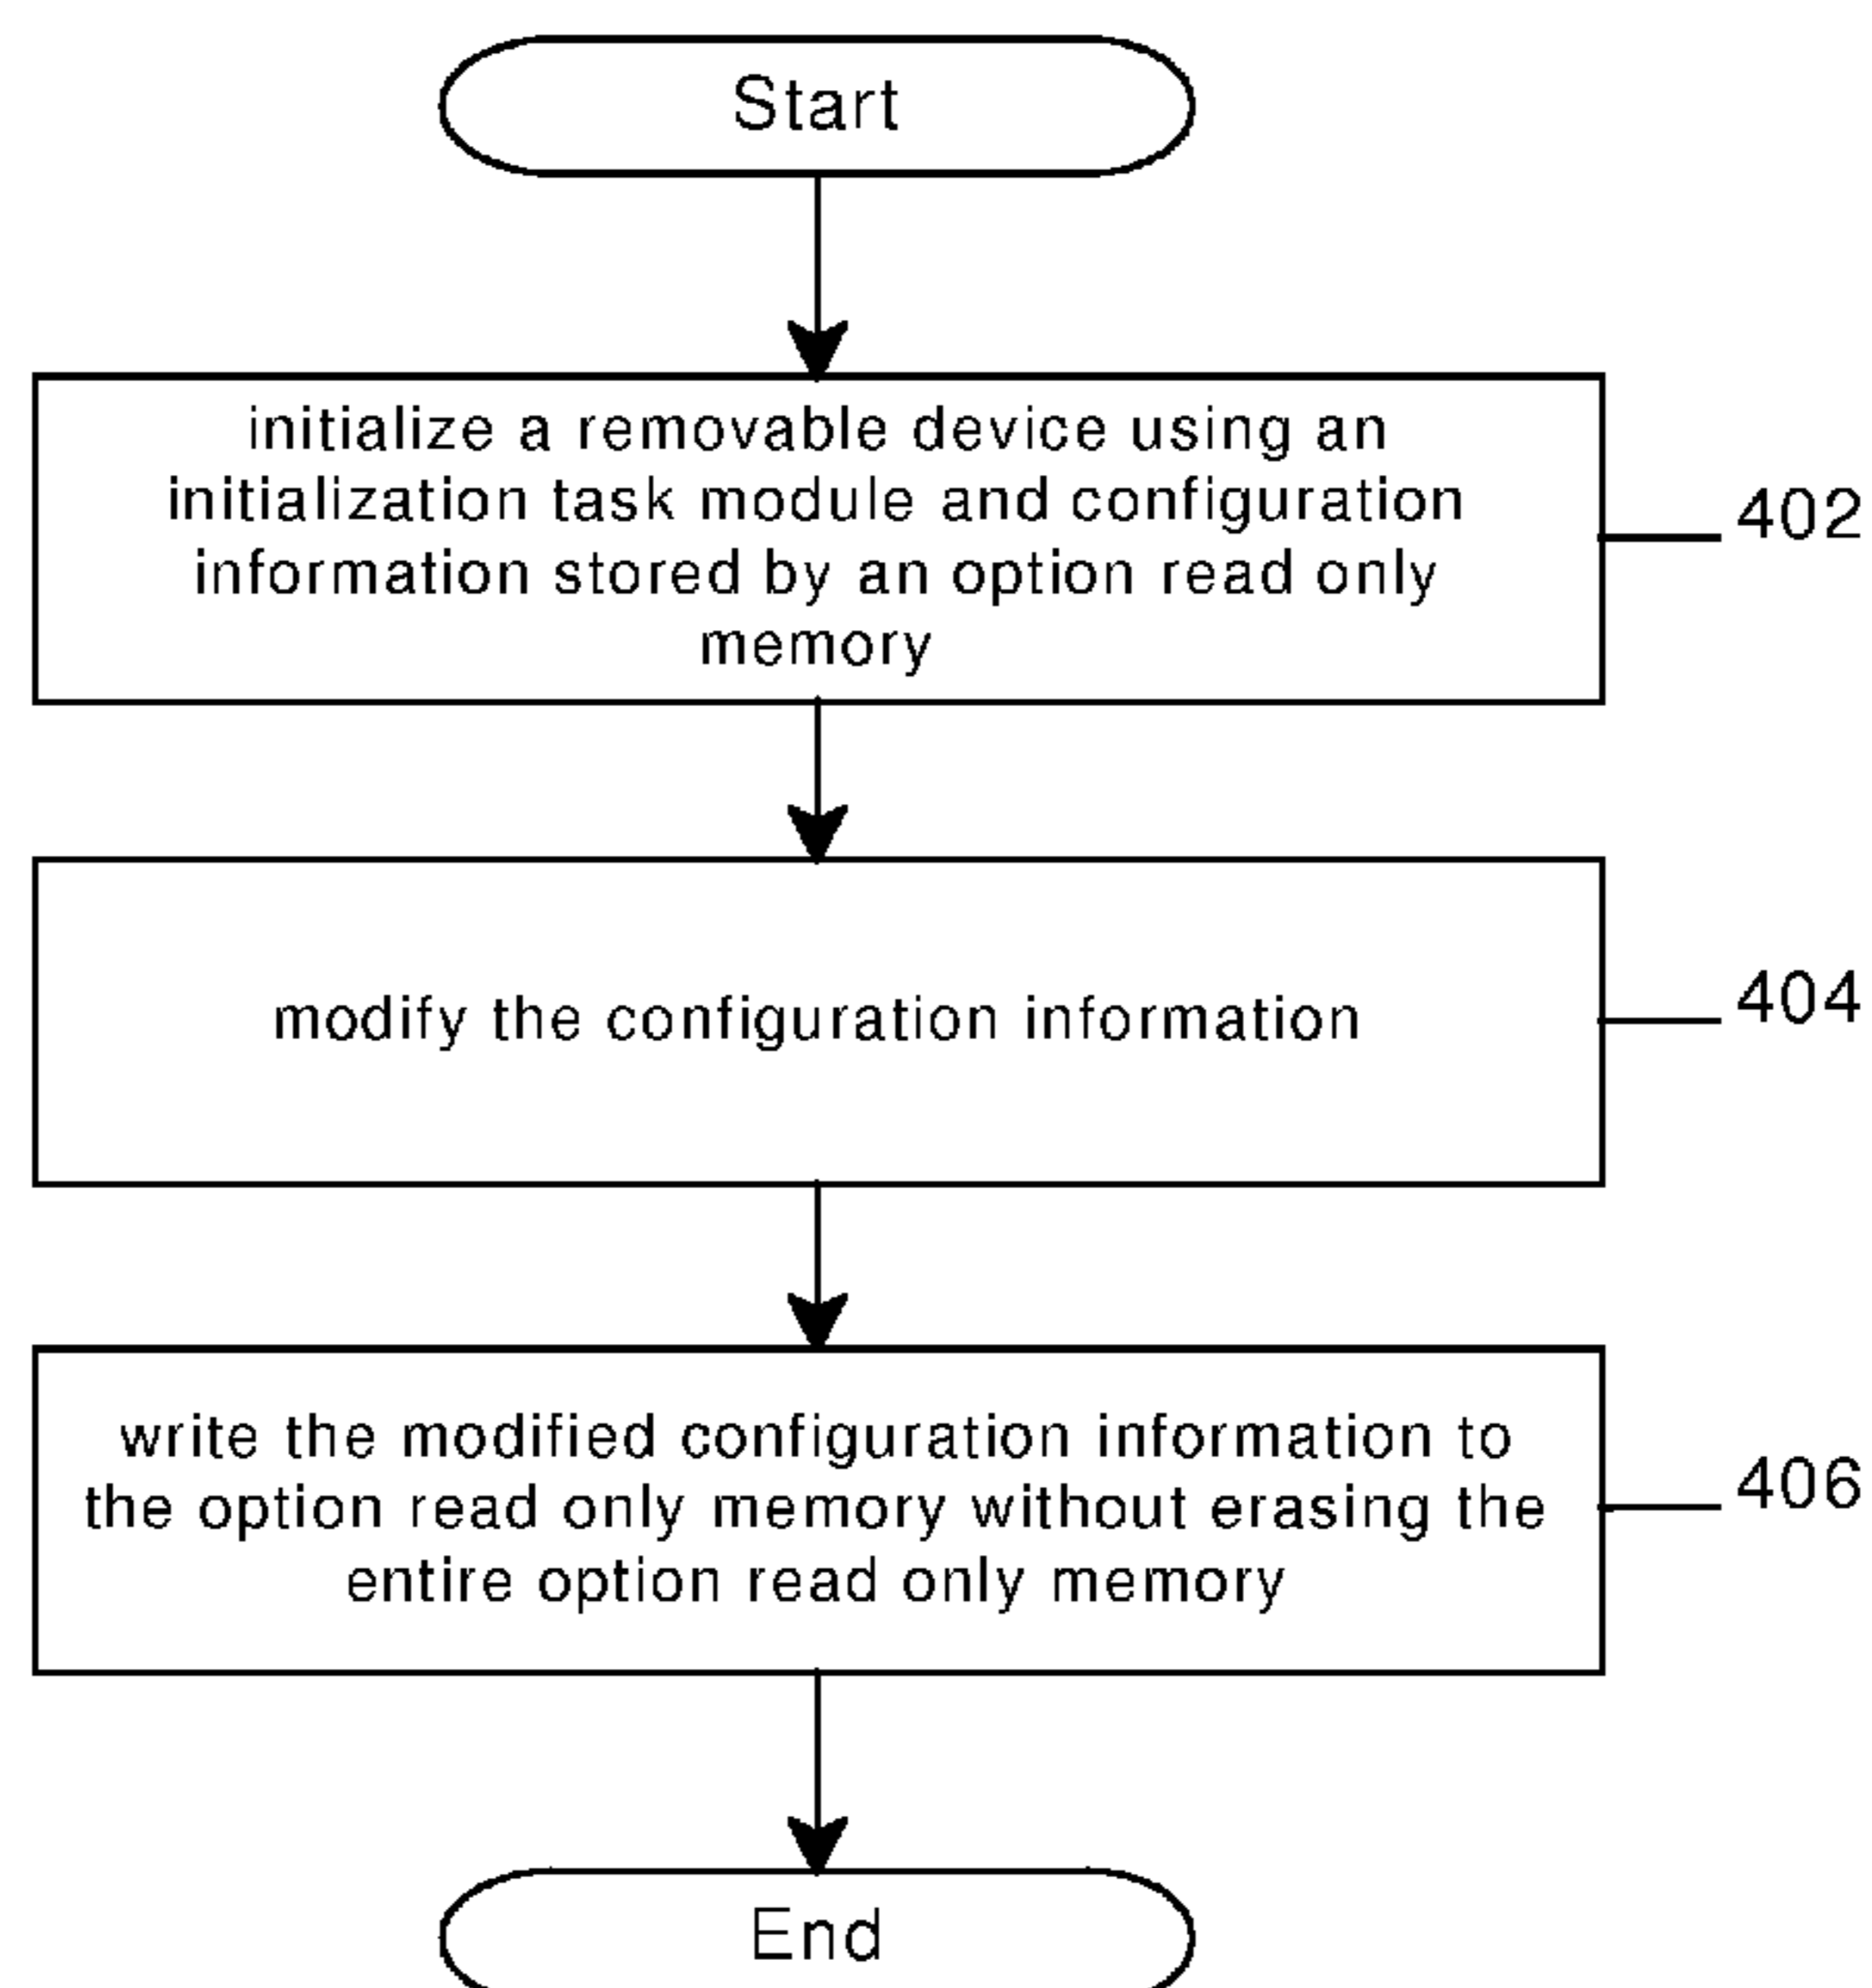 Start
initialize a removable device using an
initialization task module and configuration
information stored by an option read only
memory
402
modify the configuration information
404
write the modified configuration information to
the option read only memory without erasing the
entire option read only memory
406
End